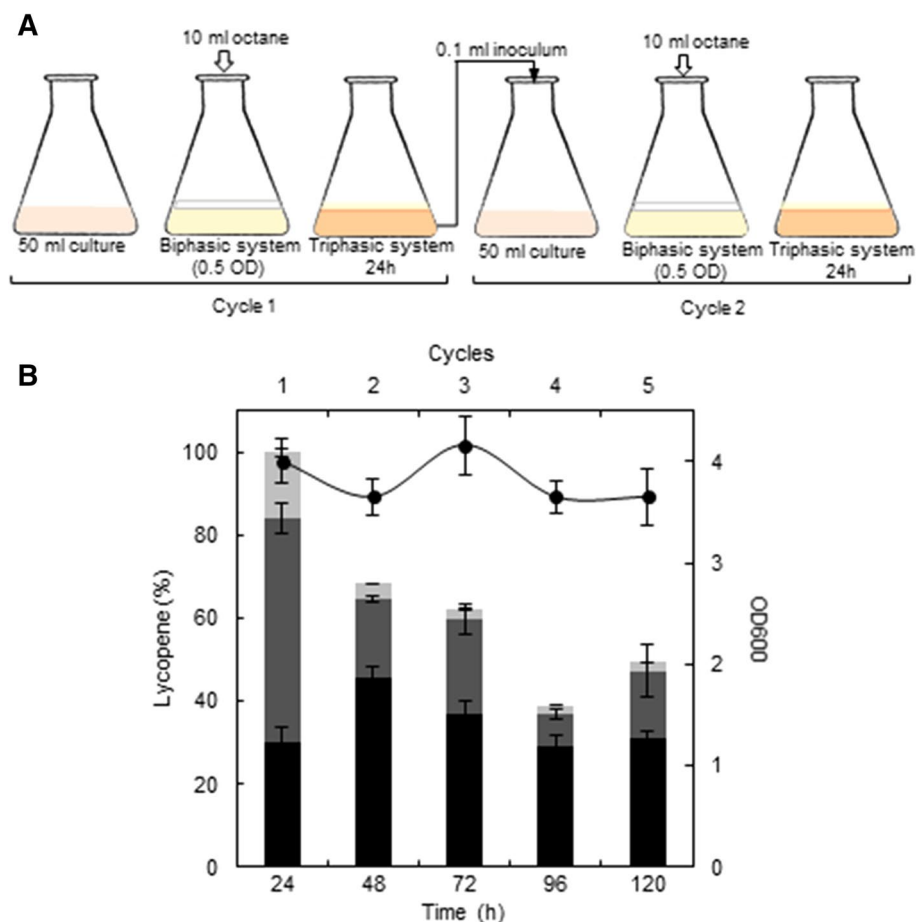 A
10 ml octane
0.1 ml inoculum
10 ml octane
50 ml culture
Biphasic system
(0.5 OD)
Triphasic system
24h
50 ml culture
Biphasic system
(0.5 OD)
Triphasic system
24h
Cycle 1
Cycle 2
B
Cycles
1 2 3 4 5
Lycopene (%)
100
80
60
40
20
0
4
3
2
1
0
OD600
24 48 72 96 120
Time (h)